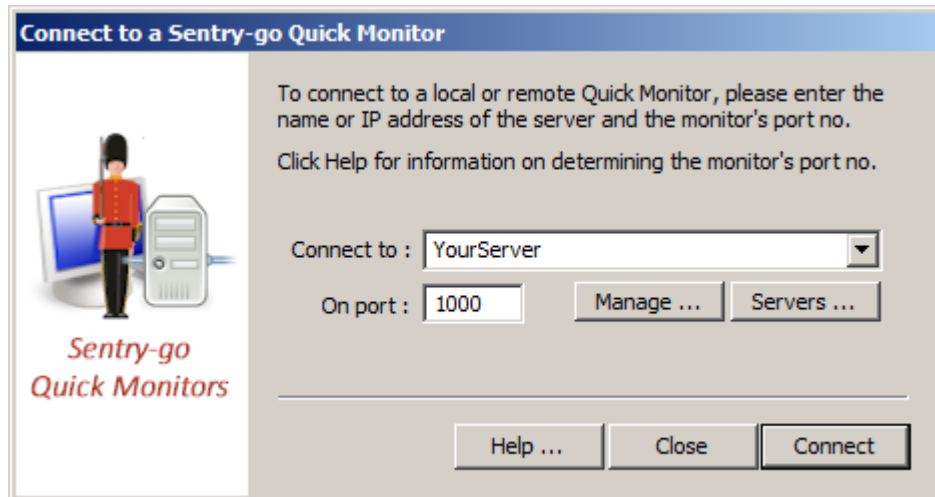 Connect to a Sentry-go Quick Monitor
To connect to a local or remote Quick Monitor, please enter the
name or IP address of the server and the monitor's port no.
Click Help for information on determining the monitor's port no.
Connect to : YourServer
On port : 1000 Manage ... Servers ...
Sentry-go
Quick Monitors
Help ... Close Connect